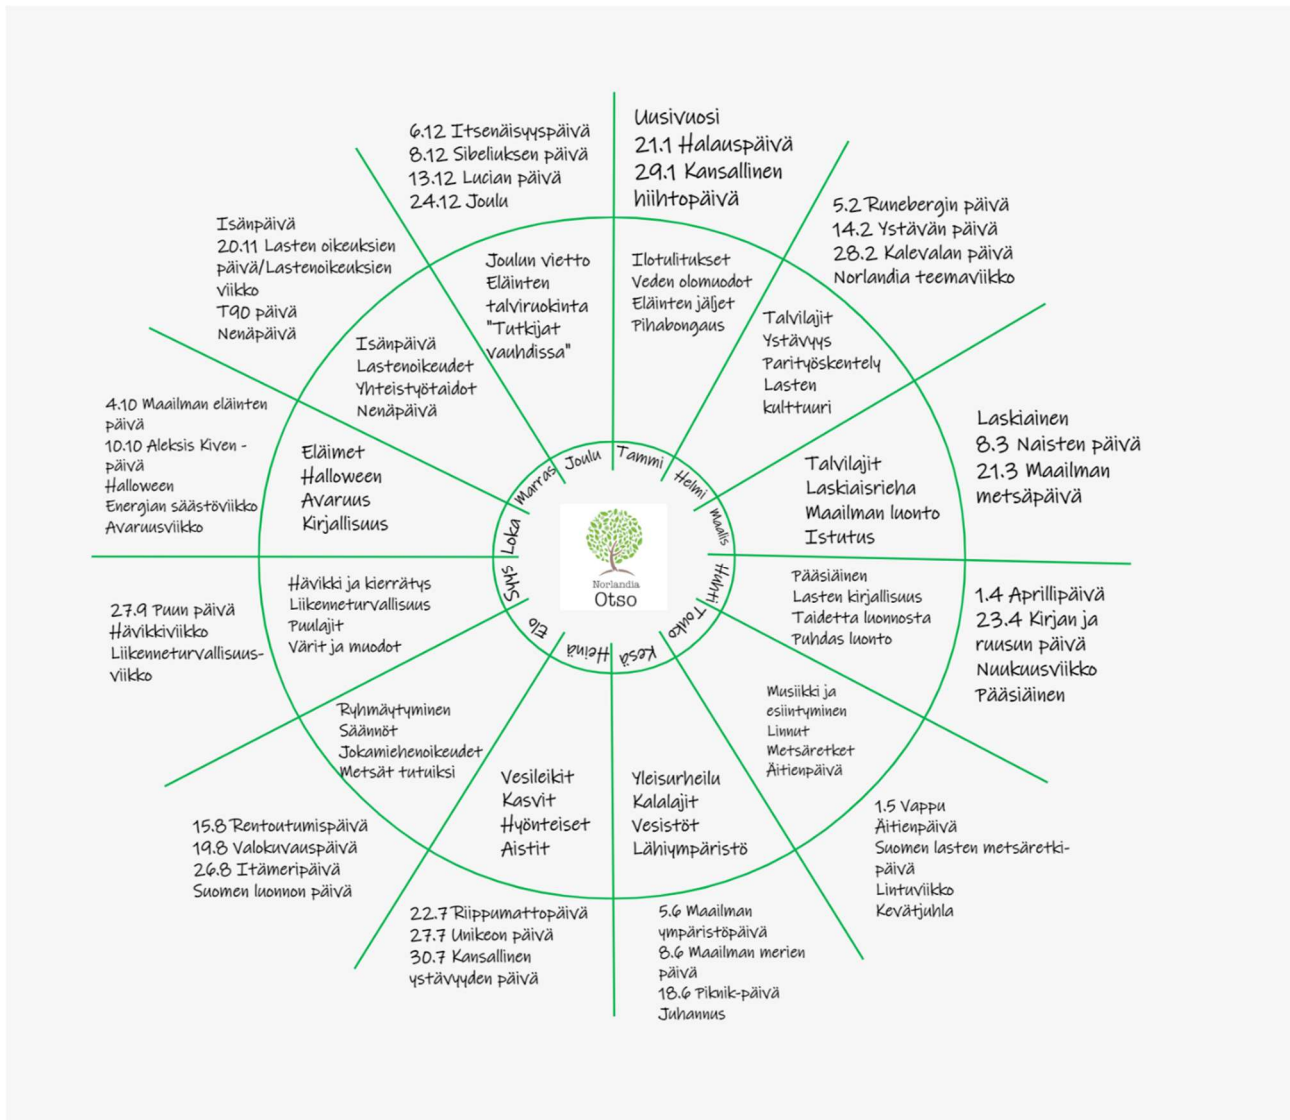 Uusivuosi
21.1 Halauspäivä
29.1 Kansallinen
hiihtopäivä
Ilotulitukset
Veden olomuodot
Eläinten jäljet
Pihabongaus
Tammi
5.2 Runebergin päivä
14.2 Ystävän päivä
28.2 Kalevalan päivä
Norlandia teemaviikko
Talvilajit
Ystävyys
Parityöskentely
Lasten
kulttuuri
Helmi
Laskiainen
8.3 Naisten päivä
21.3 Maailman
metsäpäivä
Talvilajit
Laskiaisrieha
Maailman luonto
Istutus
Maalis
1.4 Aprillipäivä
23.4 Kirjan ja
ruusun päivä
Nuukuusviikko
Pääsiäinen
Pääsiäinen
Lasten kirjallisuus
Taidetta luonnosta
Puhdas luonto
Huhti
1.5 Vappu
Äitienpäivä
Suomen lasten metsäretki-
päivä
Lintuviikko
Kevätjuhla
Musiikki ja
esiintyminen
Linnut
Metsäretket
Äitienpäivä
Touko
5.6 Maailman
ympäristöpäivä
8.6 Maailman merien
päivä
18.6 Piknik-päivä
Juhannus
Yleisurheilu
Kalalajit
Vesistöt
Lähiympäristö
Kesä
22.7 Riippumattopäivä
27.7 Unikeon päivä
30.7 Kansallinen
ystävyyden päivä
Vesileikit
Kasvit
Hyönteiset
Aistit
Heinä
15.8 Rentoutumispäivä
19.8 Valokuvauspäivä
26.8 Itämeripäivä
Suomen luonnon päivä
Ryhmäytyminen
Säännöt
Jokamiehenoikeudet
Metsät tutuiksi
Elo
27.9 Puun päivä
Hävikkiviikko
Liikenneturvallisuus-
viikko
Hävikki ja kierrätys
Liikenneturvallisuus
Puulajit
Värit ja muodot
Syys
4.10 Maailman eläinten
päivä
10.10 Aleksis Kiven -
päivä
Halloween
Energian säästöviikko
Avaruusviikko
Eläimet
Halloween
Avaruus
Kirjallisuus
Loka
Isänpäivä
20.11 Lasten oikeuksien
päivä/Lastenoikeuksien
viikko
T90 päivä
Nenäpäivä
Isänpäivä
Lastenoikeudet
Yhteistyötaidot
Nenäpäivä
Marras
6.12 Itsenäisyyspäivä
8.12 Sibeliuksen päivä
13.12 Lucian päivä
24.12 Joulu
Joulun vietto
Eläinten
talviruokinta
"Tutkijat
vauhdissa"
Joulu
Norlandia
Otso